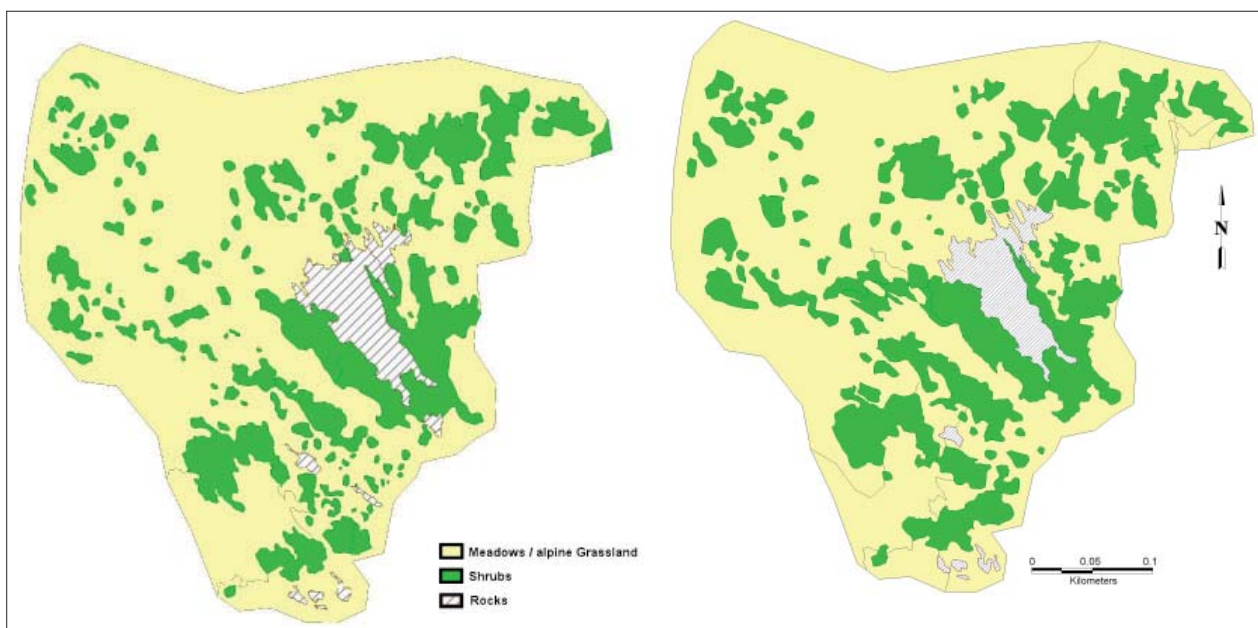 N
Meadows / alpine Grassland
Shrubs
Rocks
0 0.05 0.1
Kilometers